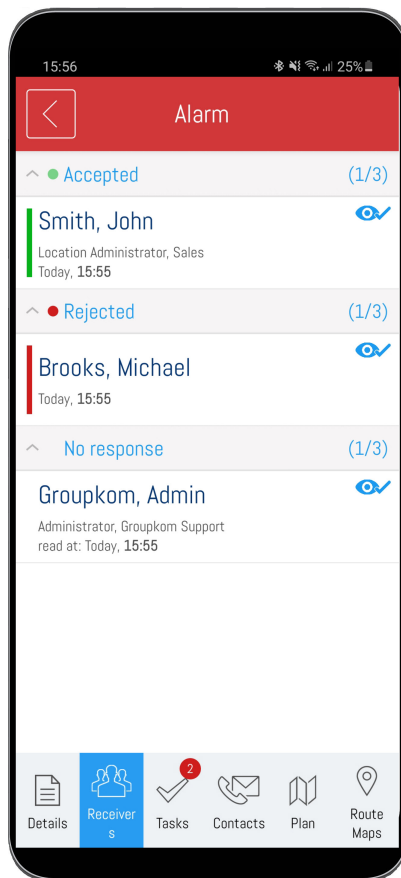 15:56
25%
Alarm
Accepted (1/3)
Smith, John
Location Administrator, Sales
Today, 15:55
Rejected (1/3)
Brooks, Michael
Today, 15:55
No response (1/3)
Groupkom, Admin
Administrator, Groupkom Support
read at: Today, 15:55
2
Details
Receiver
s
Tasks
Contacts
Plan
Route
Maps